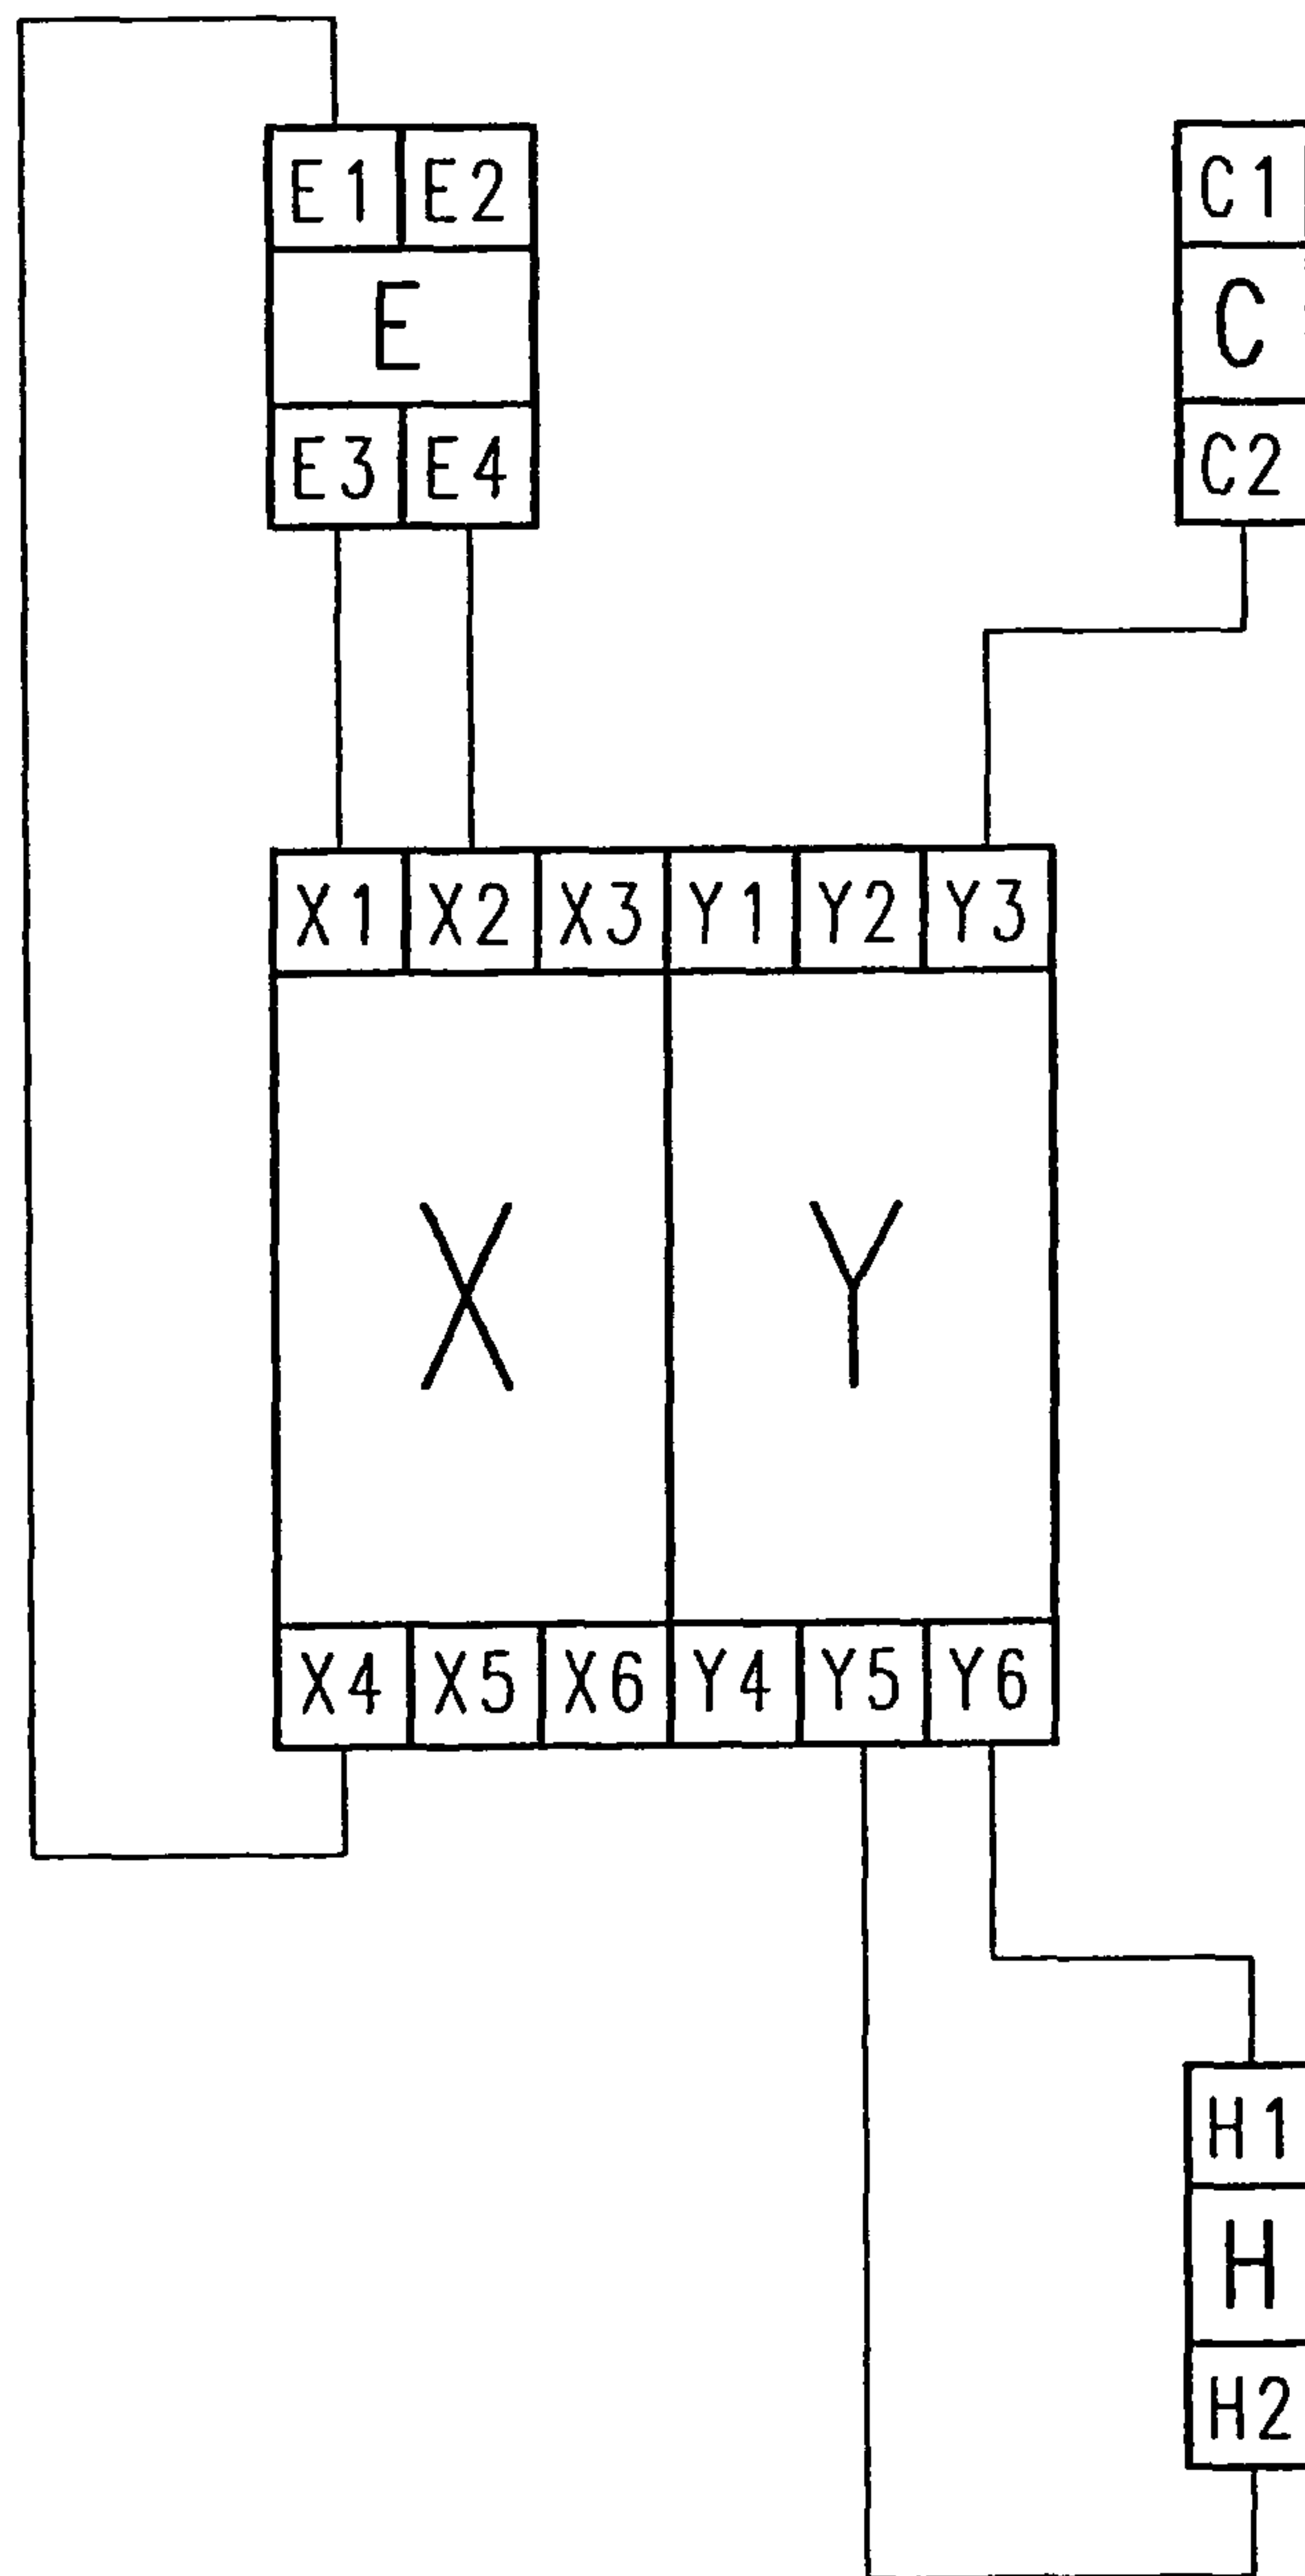 E1 E2 C1
E C
E3 E4 C2
X1 X2 X3 Y1 Y2 Y3
X Y
X4 X5 X6 Y4 Y5 Y6
H1
H
H2